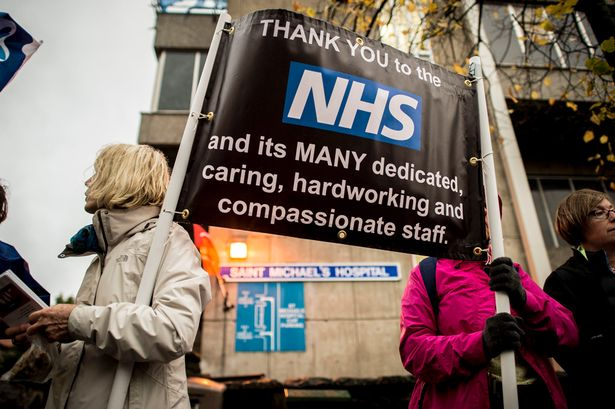 THANK YOU to the
NHS
and its MANY dedicated,
caring, hardworking and
compassionate staff.
SAINT MICHAEL'S HOSPITAL